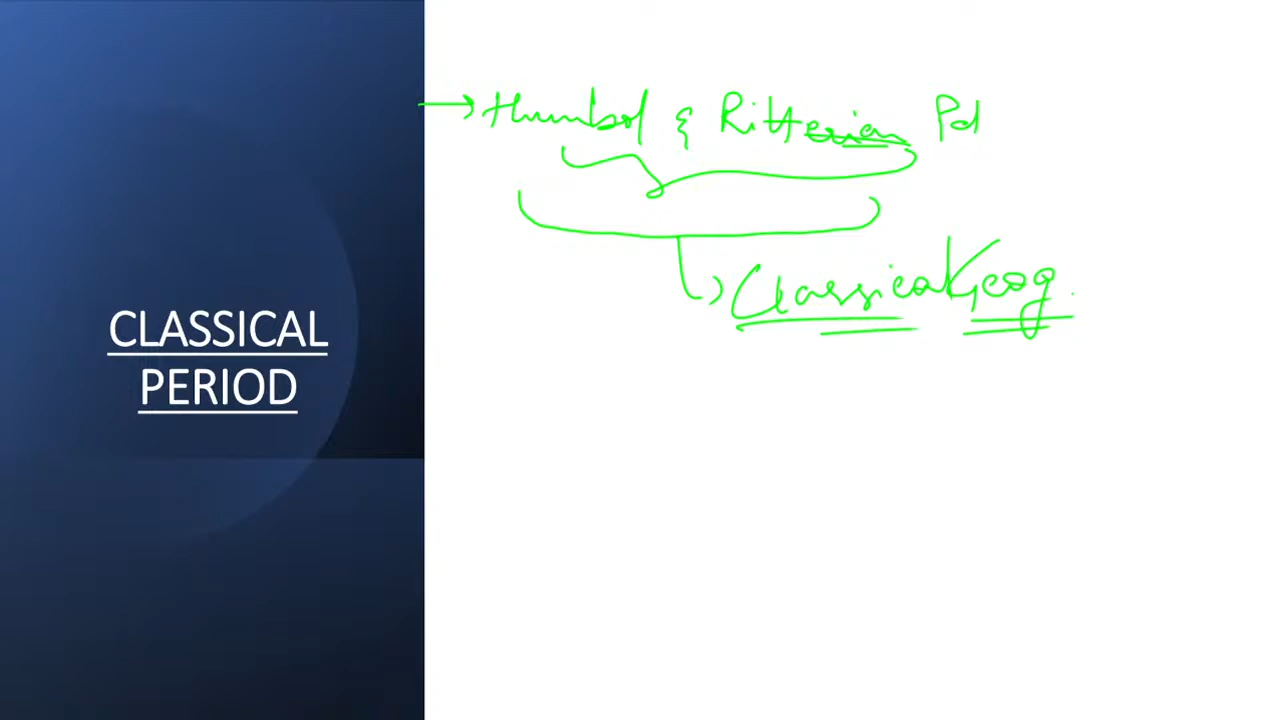 CLASSICAL
PERIOD
→ Humbol & Ritterian Pd
Classical Geog.